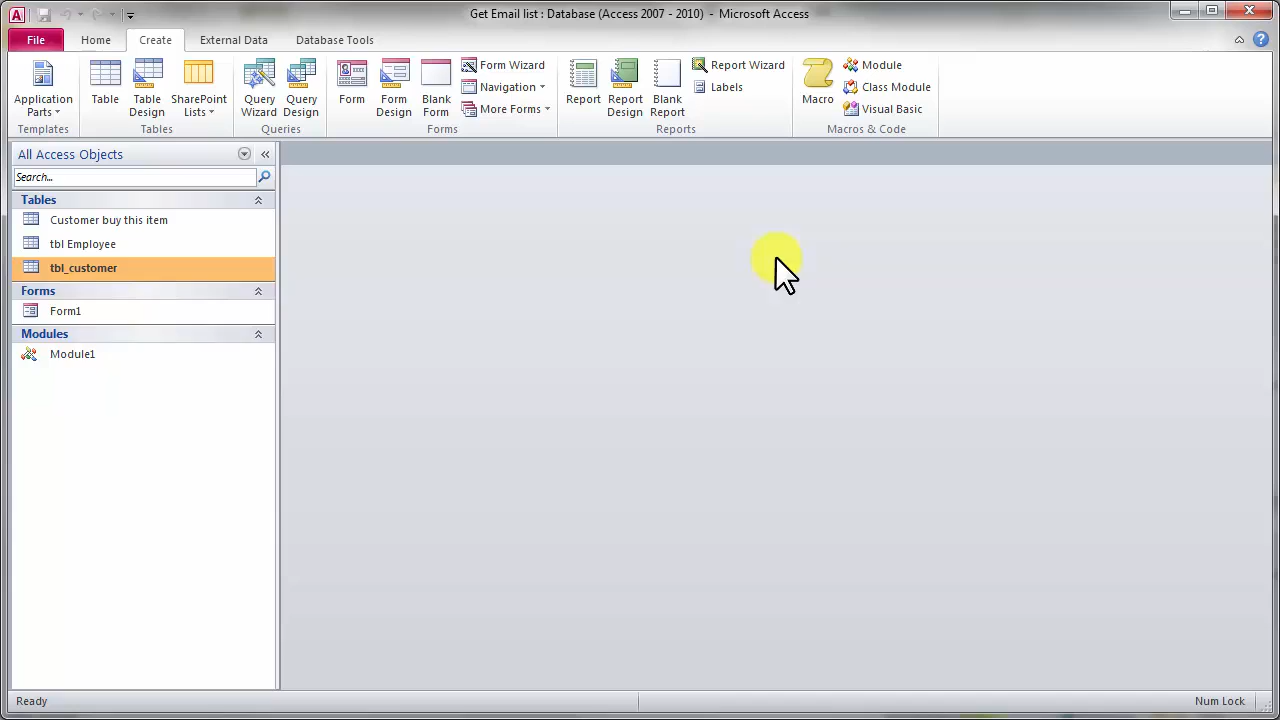 Get Email list : Database (Access 2007 - 2010) - Microsoft Access
File Home Create External Data Database Tools
Application Parts
Table
Table Design
SharePoint Lists
Query Wizard
Query Design
Form
Form Design
Blank Form
Form Wizard
Navigation
More Forms
Report
Report Design
Blank Report
Report Wizard
Labels
Macro
Module
Class Module
Visual Basic
Templates Tables Queries Forms Reports Macros & Code
All Access Objects
Search...
Tables
Customer buy this item
tbl Employee
tbl_customer
Forms
Form1
Modules
Module1
Ready Num Lock